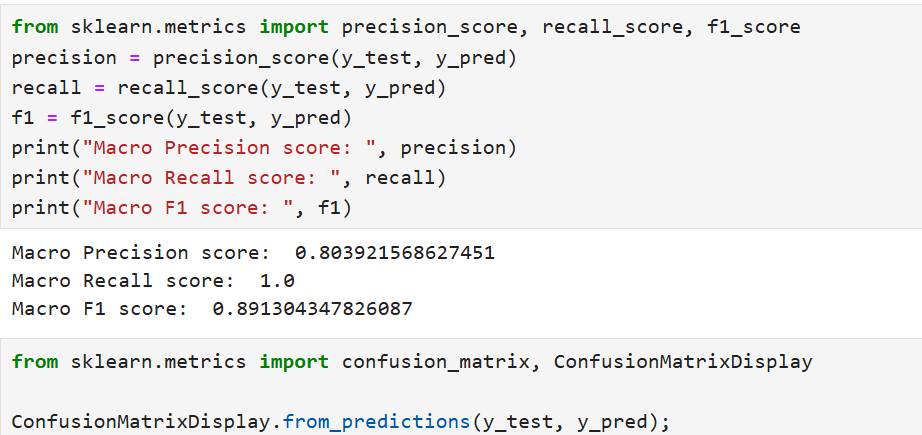 from sklearn.metrics import precision_score, recall_score, f1_score
precision = precision_score(y_test, y_pred)
recall = recall_score(y_test, y_pred)
f1 = f1_score(y_test, y_pred)
print("Macro Precision score: ", precision)
print("Macro Recall score: ", recall)
print("Macro F1 score: ", f1)
Macro Precision score:  0.803921568627451
Macro Recall score:  1.0
Macro F1 score:  0.891304347826087
from sklearn.metrics import confusion_matrix, ConfusionMatrixDisplay
ConfusionMatrixDisplay.from_predictions(y_test, y_pred);